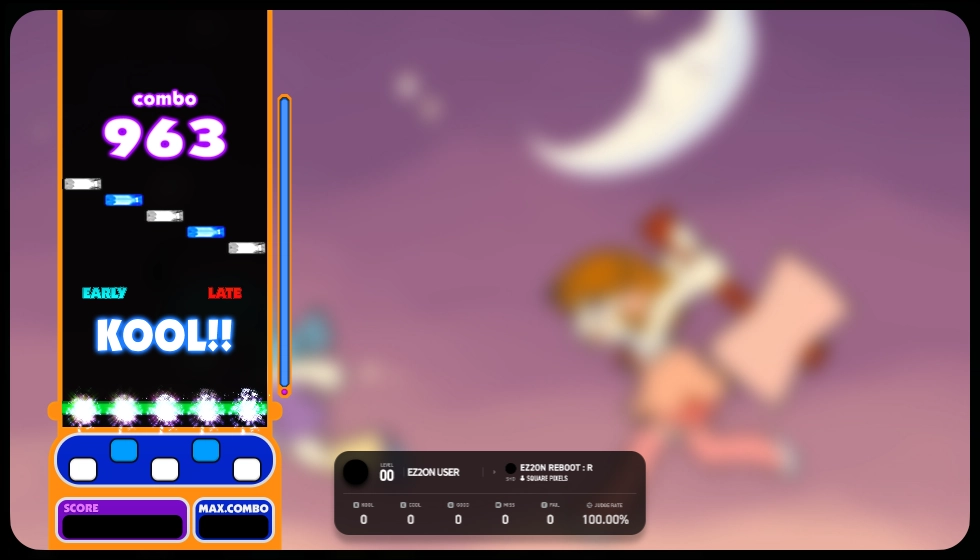 combo
963
EARLY LATE
KOOL!!
LEVEL
00 EZ2ON USER
EZ2ON REBOOT : R
SQUARE PIXELS
KOOL COOL GOOD MISS FAIL JUDGE RATE
0 0 0 0 0 100.00%
SCORE MAX.COMBO